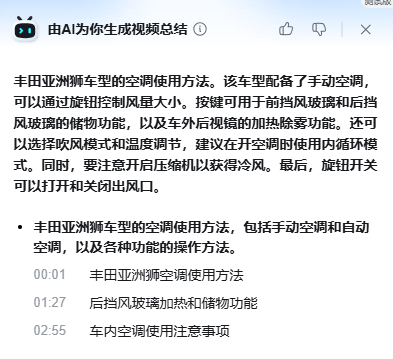 测试版
由AI为你生成视频总结
丰田亚洲狮车型的空调使用方法。该车型配备了手动空调，
可以通过旋钮控制风量大小。按键可用于前挡风玻璃和后挡
风玻璃的储物功能，以及车外后视镜的加热除雾功能。还可
以选择吹风模式和温度调节，建议在开空调时使用内循环模
式。同时，要注意开启压缩机以获得冷风。最后，旋钮开关
可以打开和关闭出风口。
丰田亚洲狮车型的空调使用方法，包括手动空调和自动
空调，以及各种功能的操作方法。
00:01 丰田亚洲狮空调使用方法
01:27 后挡风玻璃加热和储物功能
02:55 车内空调使用注意事项